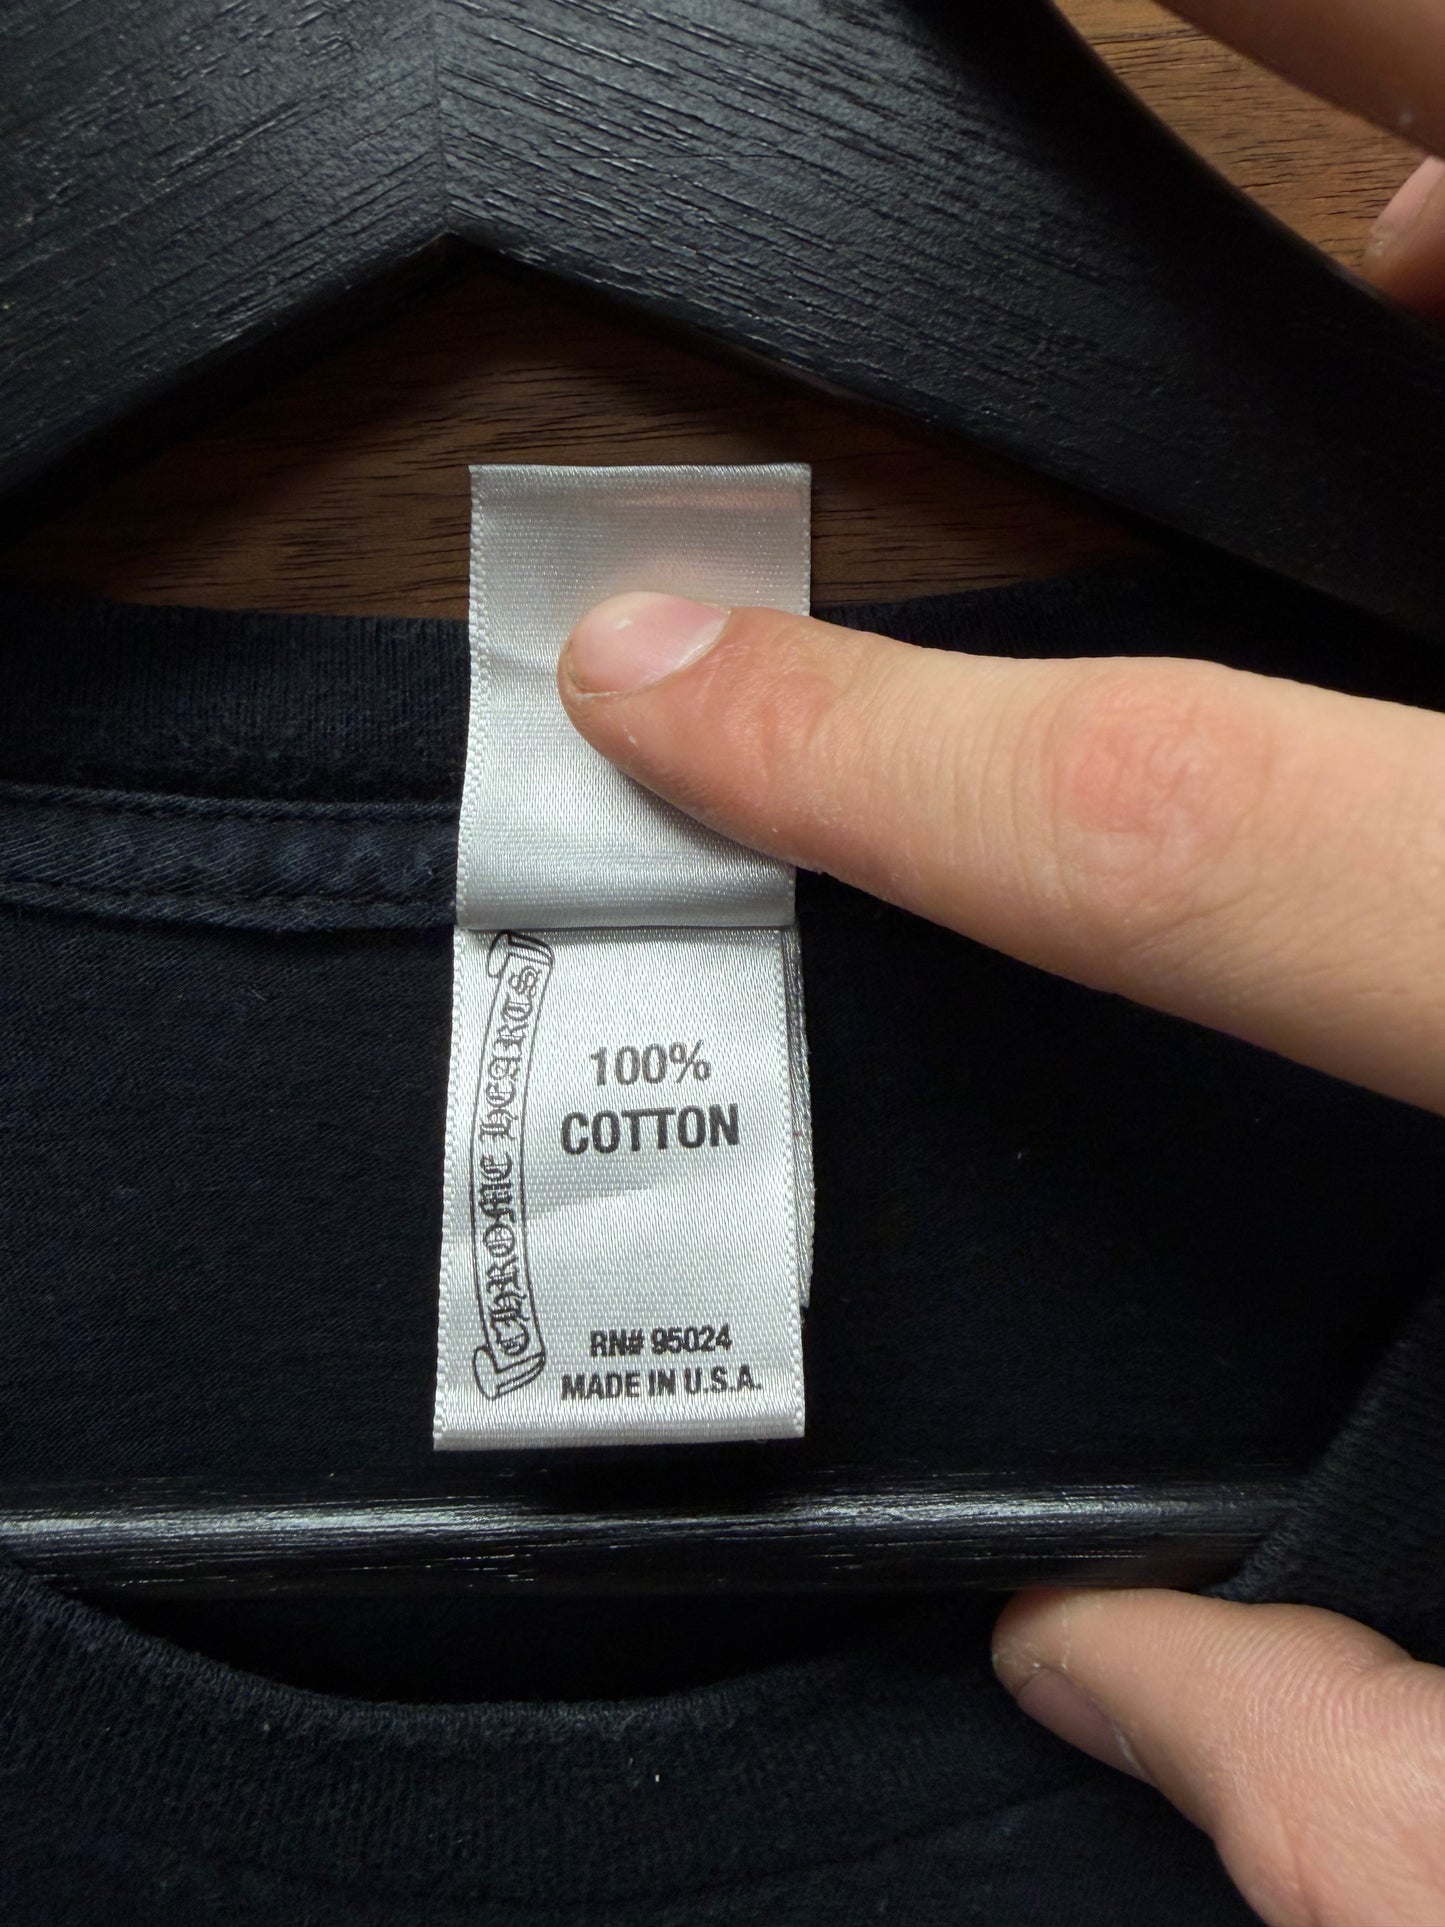 CHROME HEARTS
100%
COTTON
RN# 95024
MADE IN U.S.A.